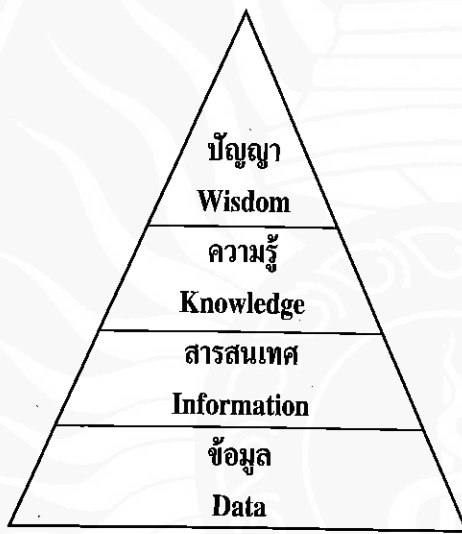 ปัญญา
Wisdom
ความรู้
Knowledge
สารสนเทศ
Information
ข้อมูล
Data